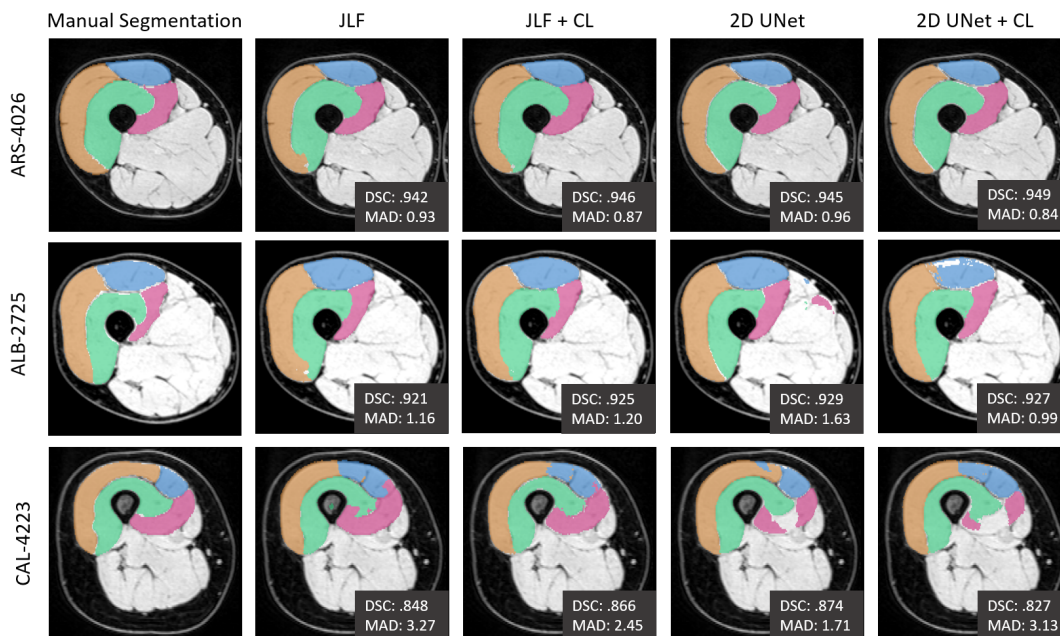 Manual Segmentation
JLF
JLF + CL
2D UNet
2D UNet + CL
ARS-4026
DSC: .942
MAD: 0.93
DSC: .946
MAD: 0.87
DSC: .945
MAD: 0.96
DSC: .949
MAD: 0.84
ALB-2725
DSC: .921
MAD: 1.16
DSC: .925
MAD: 1.20
DSC: .929
MAD: 1.63
DSC: .927
MAD: 0.99
CAL-4223
DSC: .848
MAD: 3.27
DSC: .866
MAD: 2.45
DSC: .874
MAD: 1.71
DSC: .827
MAD: 3.13